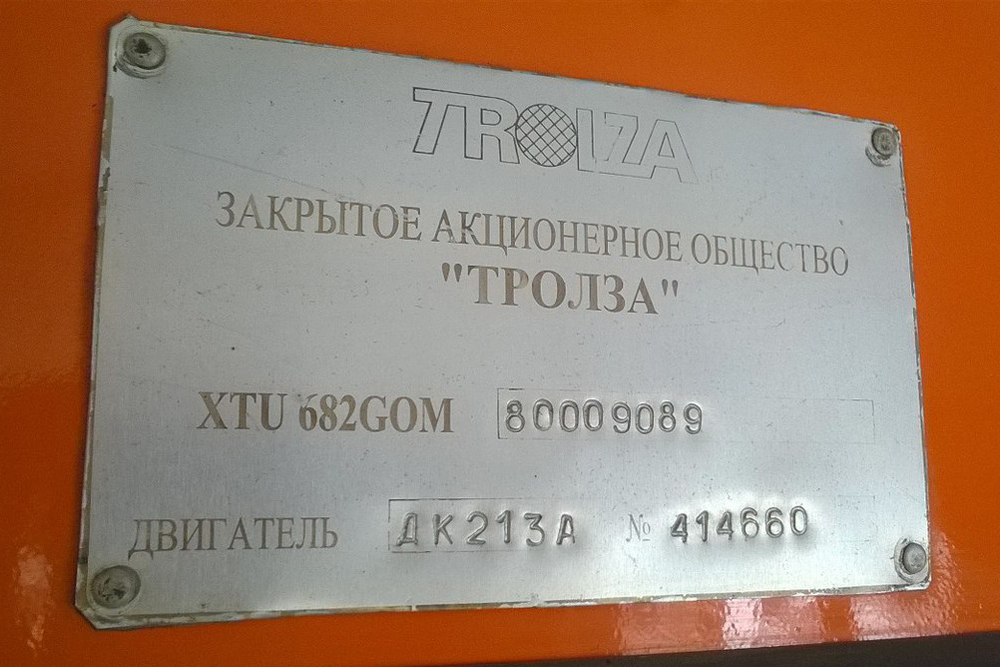 TROLZA
ЗАКРЫТОЕ АКЦИОНЕРНОЕ ОБЩЕСТВО
"ТРОЛЗА"
XTU 682GOM 80009089
ДВИГАТЕЛЬ ДК213А № 414660